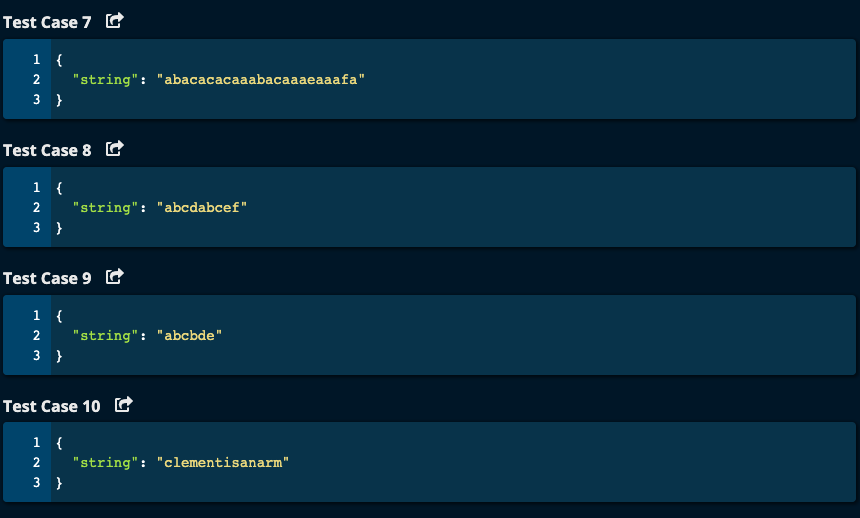 Test Case 7
1 {
2   "string": "abacacacaaabacaaaeaaafa"
3 }
Test Case 8
1 {
2   "string": "abcdabcef"
3 }
Test Case 9
1 {
2   "string": "abcbde"
3 }
Test Case 10
1 {
2   "string": "clementisanarm"
3 }